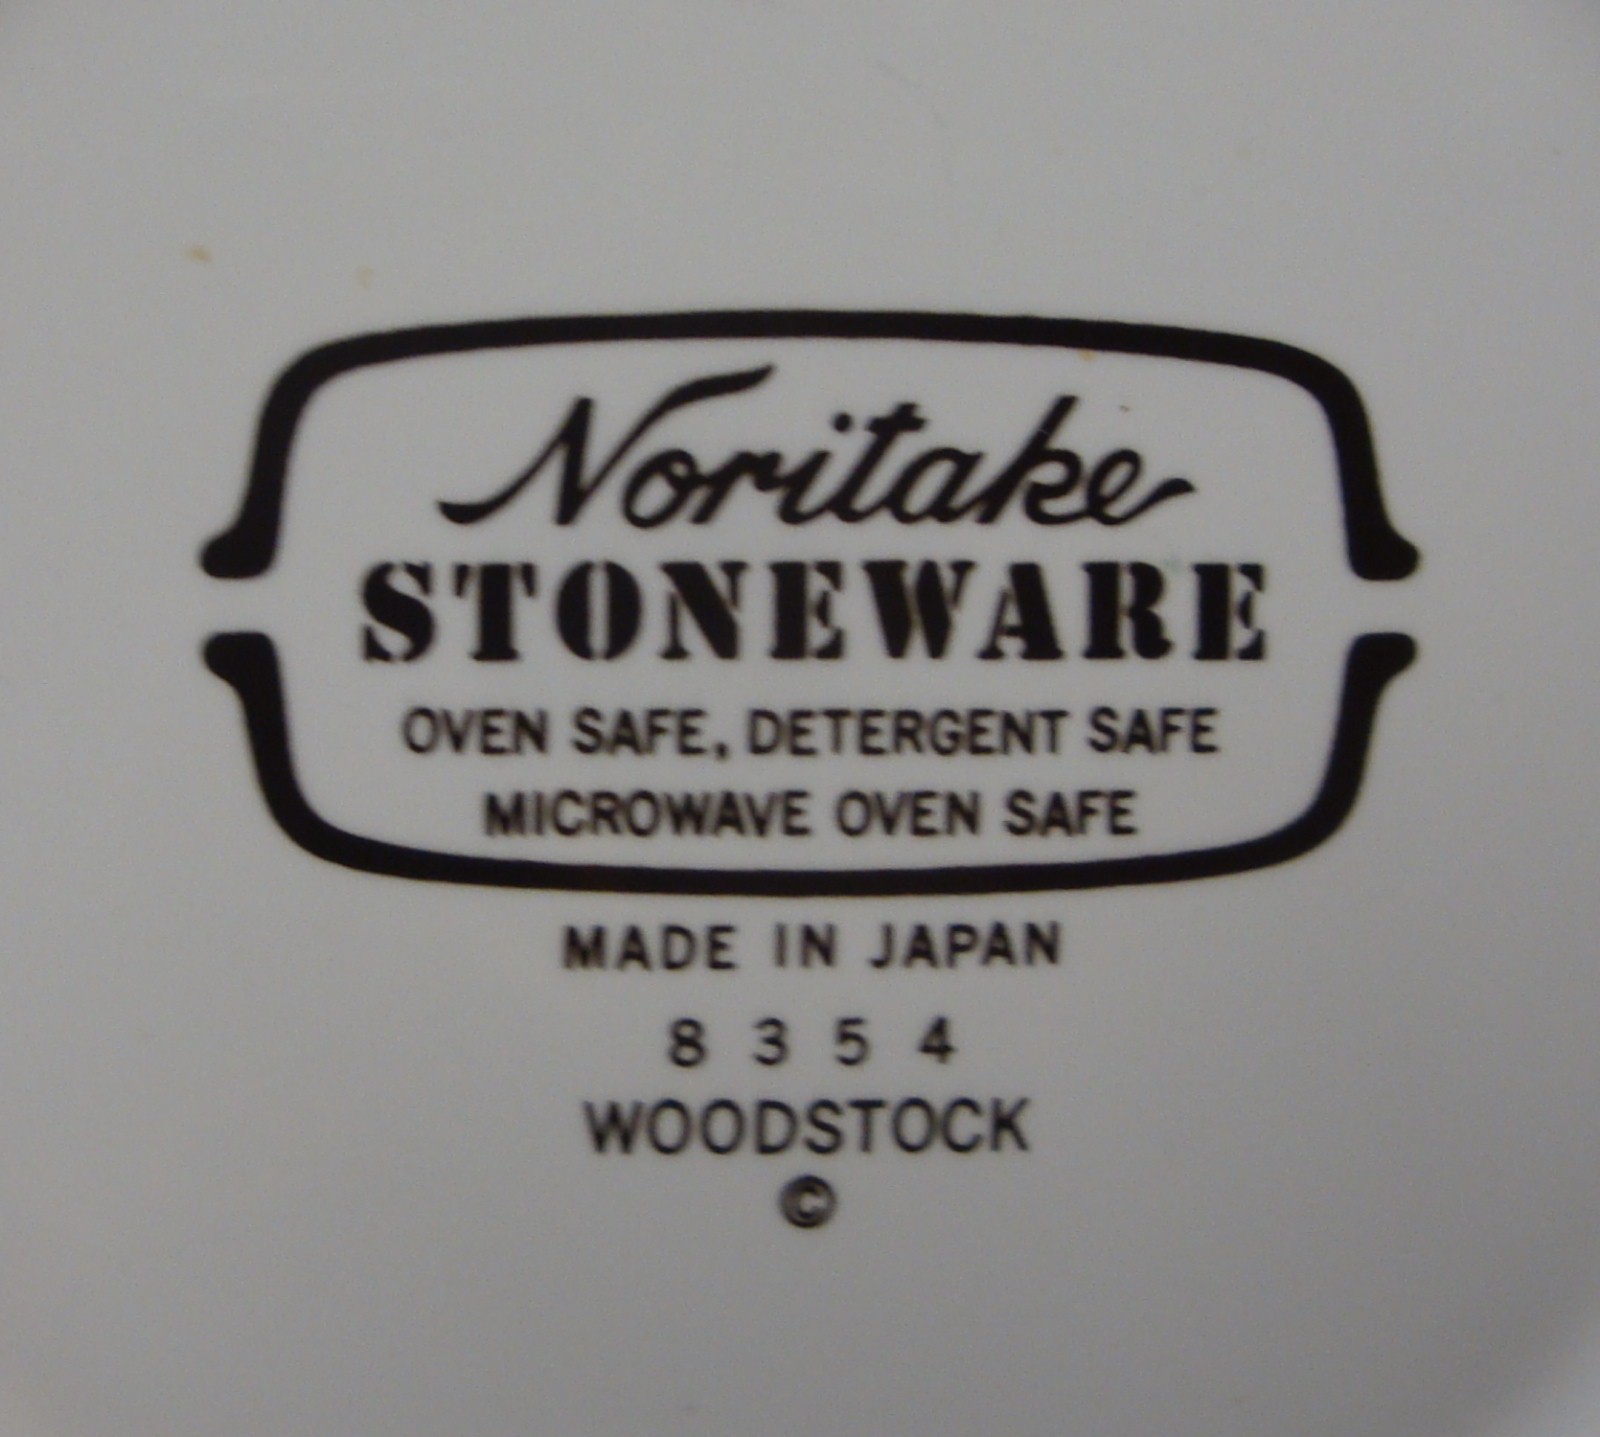 Noritake
STONEWARE
OVEN SAFE, DETERGENT SAFE
MICROWAVE OVEN SAFE
MADE IN JAPAN
8 3 5 4
WOODSTOCK
©